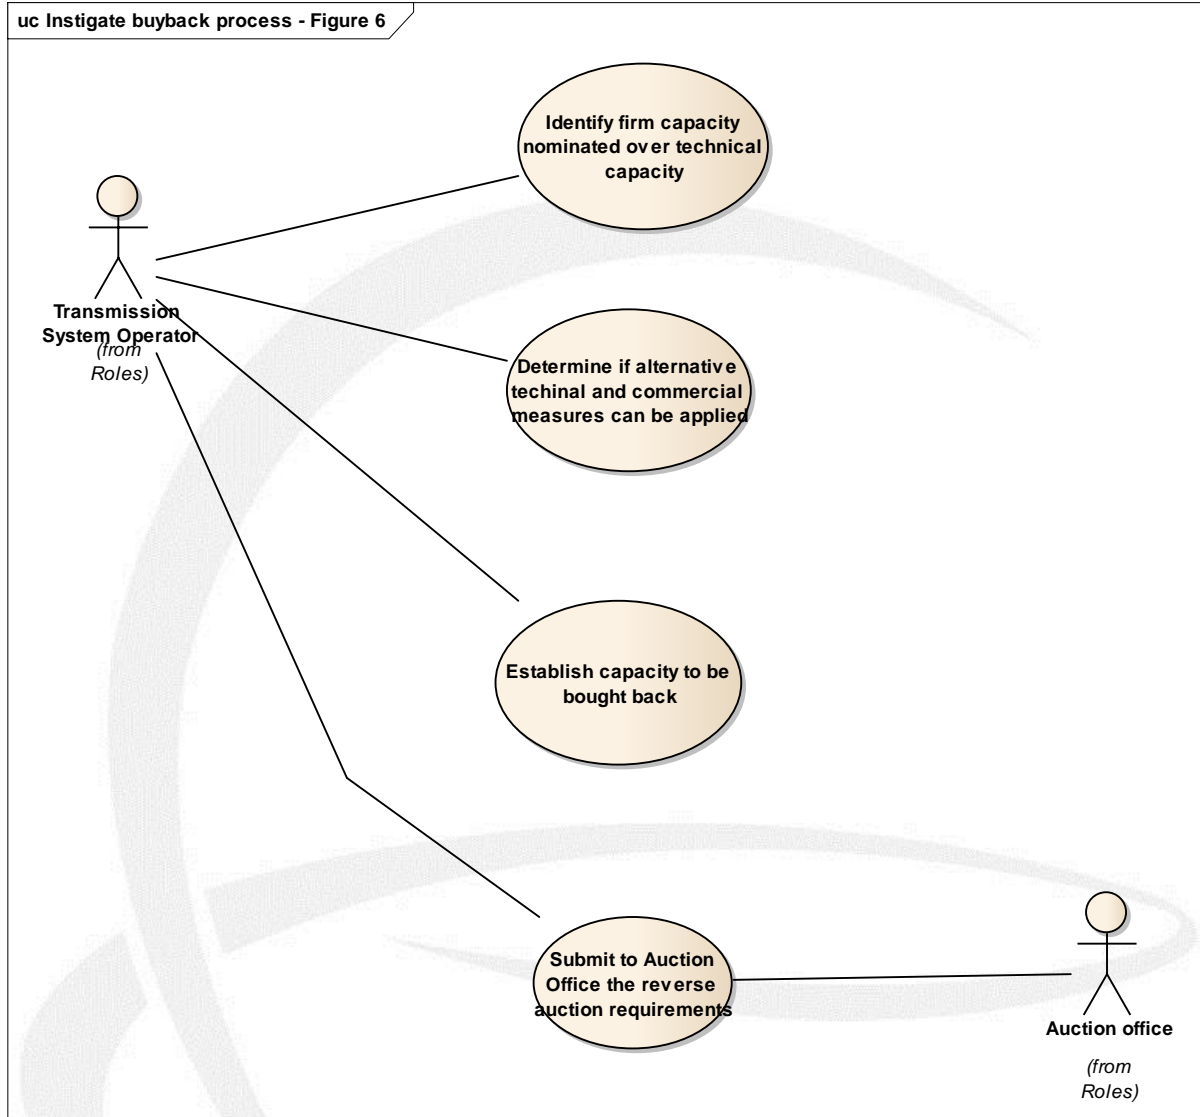 uc Instigate buyback process - Figure 6
Identify firm capacity
nominated over technical
capacity
Transmission
System Operator
(from
Roles)
Determine if alternative
techinal and commercial
measures can be applied
Establish capacity to be
bought back
Submit to Auction
Office the reverse
auction requirements
Auction office
(from
Roles)